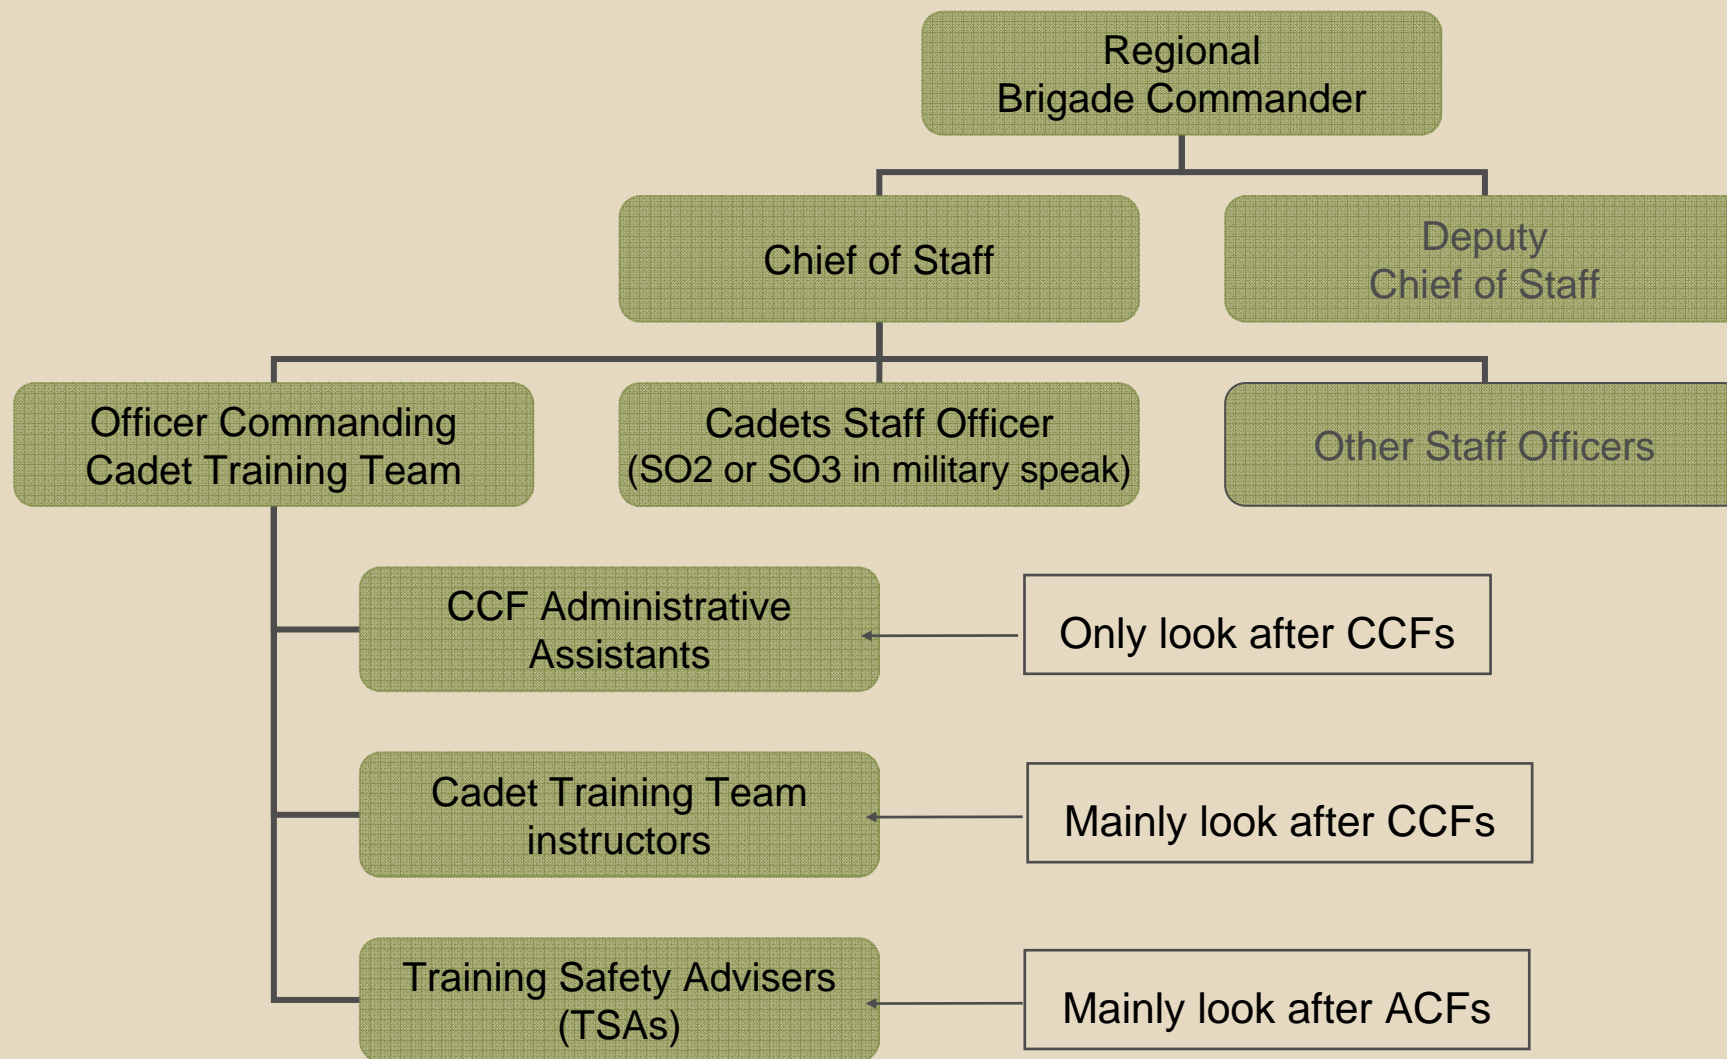 Regional
Brigade Commander
Chief of Staff
Deputy
Chief of Staff
Officer Commanding
Cadet Training Team
Cadets Staff Officer
(SO2 or SO3 in military speak)
Other Staff Officers
CCF Administrative
Assistants
Only look after CCFs
Cadet Training Team
instructors
Mainly look after CCFs
Training Safety Advisers
(TSAs)
Mainly look after ACFs